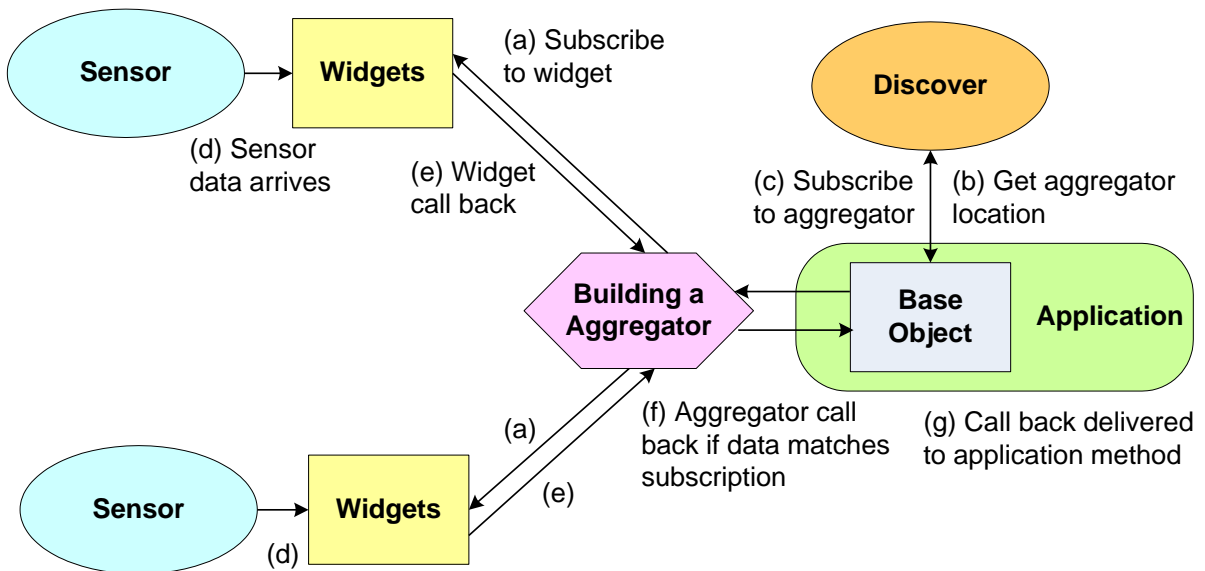 Sensor
Widgets
(a) Subscribe
to widget
(d) Sensor
data arrives
(e) Widget
call back
Discover
(c) Subscribe
to aggregator
(b) Get aggregator
location
Building a
Aggregator
Base
Object
Application
(a)
(e)
(f) Aggregator call
back if data matches
subscription
(g) Call back delivered
to application method
Sensor
(d)
Widgets